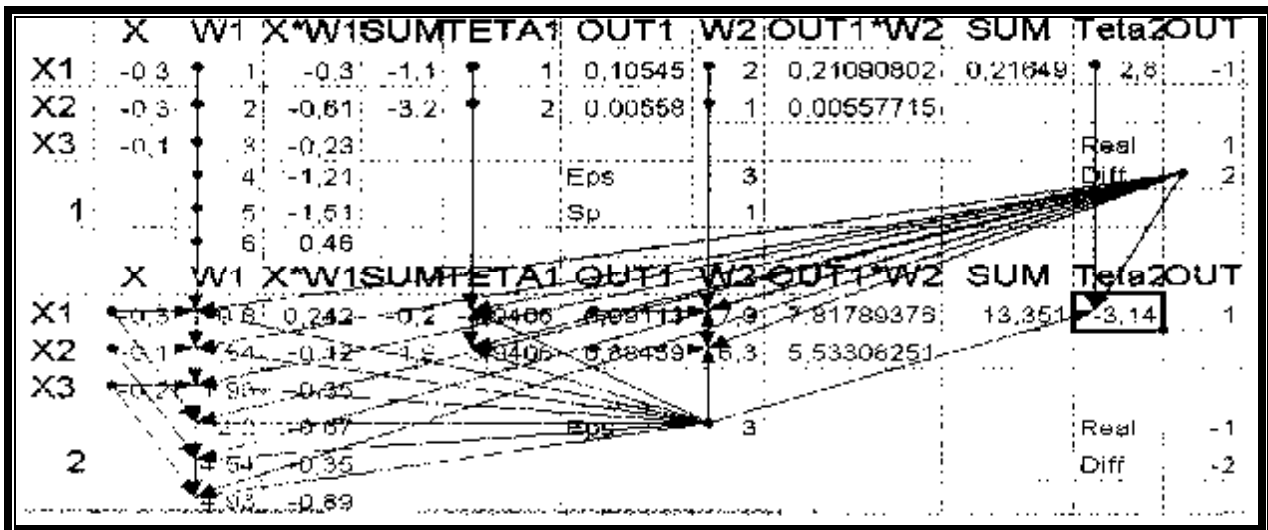 X W1 X*W1 SUM TETA1 OUT1 W2 OUT1*W2 SUM Teta2 OUT
X1 -0.3 1 -0.3 -1,1 1 0,10545 2 0,21090802 0,21649 2,8 -1
X2 -0.3 2 -0,61 -3.2 2 0.00558 1 0.00557715
X3 -0,1 3 -0,23 Real 1
4 -1,21 Eps 3 Diff 2
1 5 -1,51 Sp 1
6 0.46
X W1 X*W1 SUM TETA1 OUT1 W2 OUT1*W2 SUM Teta2 OUT
X1 -0,3 0,242 -0,2 7,9 7,81789376 13,351 -3,14 1
X2 -0,12 6,3 5,53306251
X3 -0,35
-0,67 Eps 3 Real -1
2 -0,35 Diff -2
-0,89